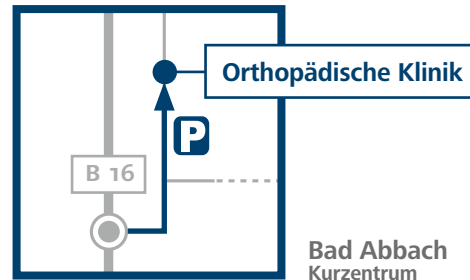 Orthopädische Klinik
P
B 16
Bad Abbach
Kurzentrum